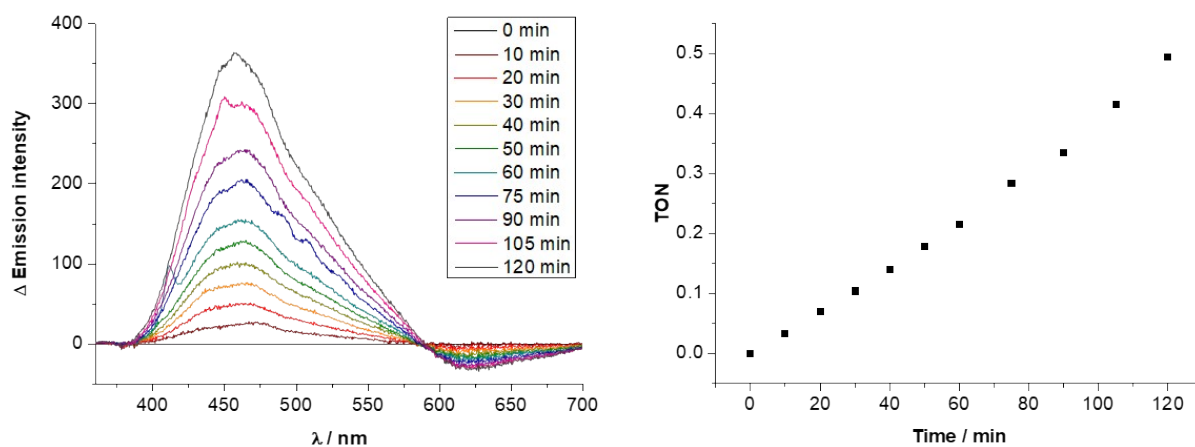 Δ Emission intensity
400
300
200
100
0
400
450
500
550
600
650
700
λ / nm
0 min
10 min
20 min
30 min
40 min
50 min
60 min
75 min
90 min
105 min
120 min
TON
0.5
0.4
0.3
0.2
0.1
0.0
0
20
40
60
80
100
120
Time / min